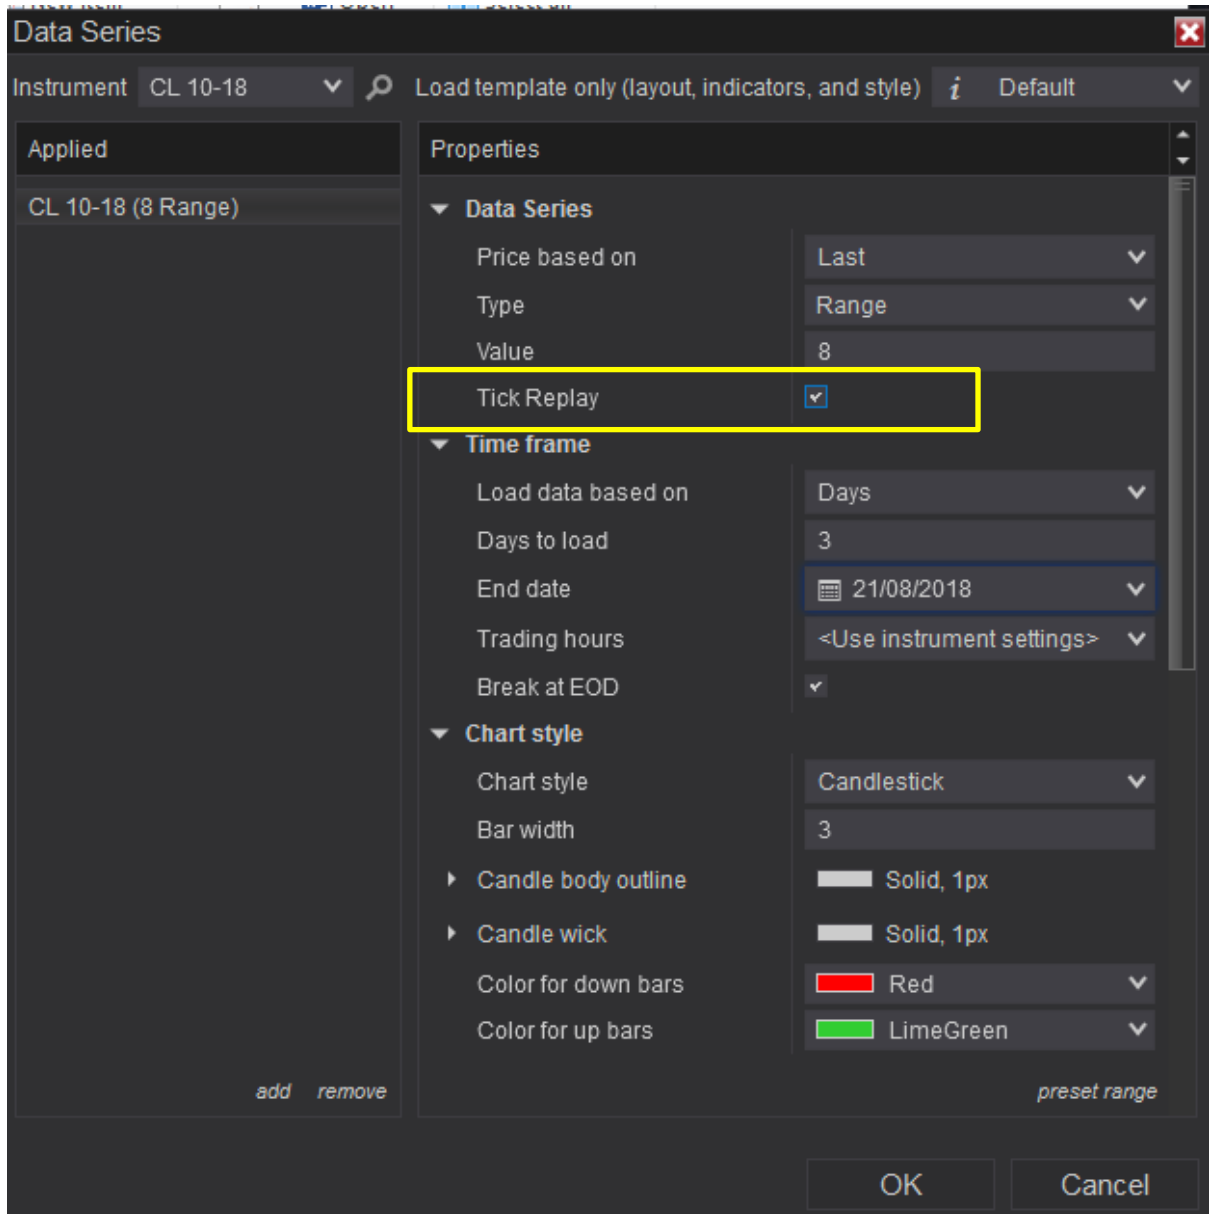 Data Series
Instrument CL 10-18 Load template only (layout, indicators, and style) i Default
Applied
CL 10-18 (8 Range)
add remove
Properties
Data Series
Price based on Last
Type Range
Value 8
Tick Replay
Time frame
Load data based on Days
Days to load 3
End date 21/08/2018
Trading hours <Use instrument settings>
Break at EOD
Chart style
Chart style Candlestick
Bar width 3
Candle body outline Solid, 1px
Candle wick Solid, 1px
Color for down bars Red
Color for up bars LimeGreen
preset range
OK Cancel